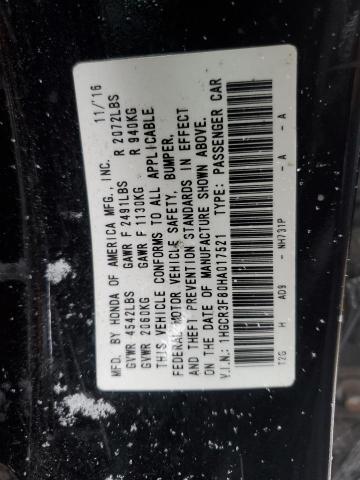 MFD. BY HONDA OF AMERICA MFG., INC. 11/'16
GVWR 4542LBS GAWR F 2491LBS R 2072LBS
GVWR 2060KG GAWR F 1130KG R 940KG
THIS VEHICLE CONFORMS TO ALL APPLICABLE
FEDERAL MOTOR VEHICLE SAFETY, BUMPER,
AND THEFT PREVENTION STANDARDS IN EFFECT
ON THE DATE OF MANUFACTURE SHOWN ABOVE.
V.I.N.: 1HGCR3F80HA017521 TYPE: PASSENGER CAR
T2G H AD9 - NH731P - A - A